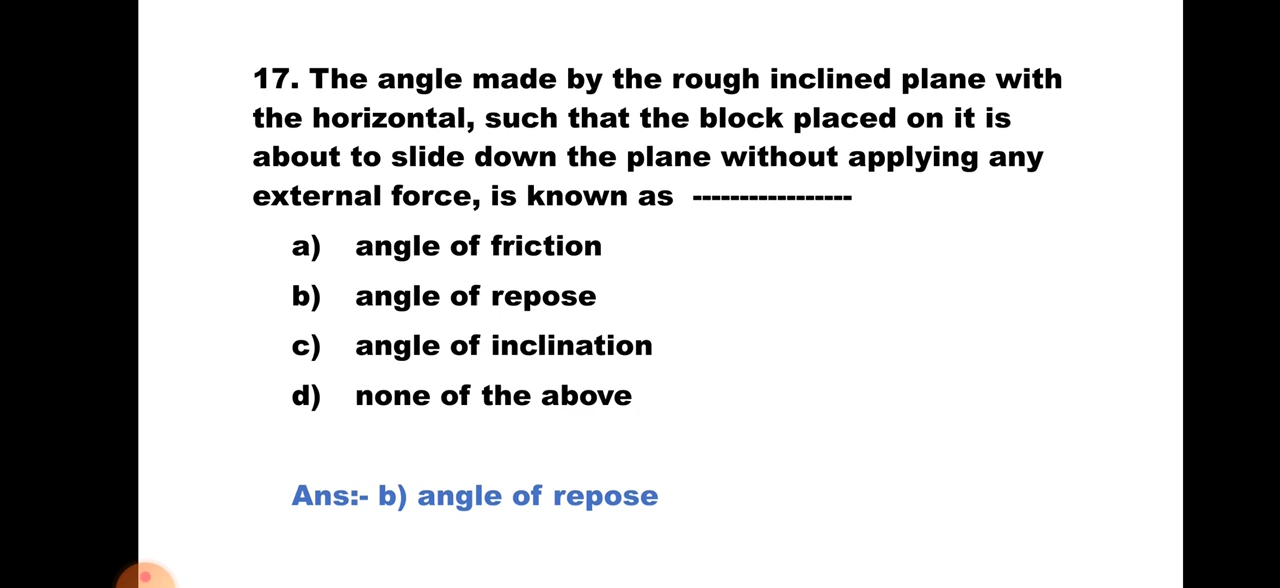 17. The angle made by the rough inclined plane with
the horizontal, such that the block placed on it is
about to slide down the plane without applying any
external force, is known as -----------------
a) angle of friction
b) angle of repose
c) angle of inclination
d) none of the above
Ans:- b) angle of repose